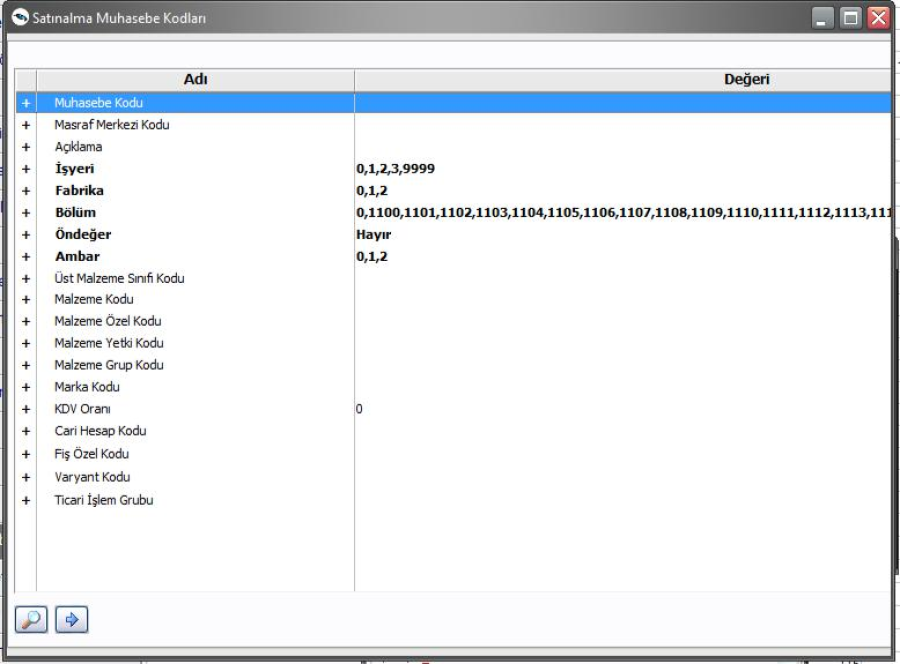 Satınalma Muhasebe Kodları
Adı Değeri
+ Muhasebe Kodu
+ Masraf Merkezi Kodu
+ Açıklama
+ İşyeri 0,1,2,3,9999
+ Fabrika 0,1,2
+ Bölüm 0,1100,1101,1102,1103,1104,1105,1106,1107,1108,1109,1110,1111,1112,1113,111
+ Öndeğer Hayır
+ Ambar 0,1,2
+ Üst Malzeme Sınıfı Kodu
+ Malzeme Kodu
+ Malzeme Özel Kodu
+ Malzeme Yetki Kodu
+ Malzeme Grup Kodu
+ Marka Kodu
+ KDV Oranı 0
+ Cari Hesap Kodu
+ Fiş Özel Kodu
+ Varyant Kodu
+ Ticari İşlem Grubu